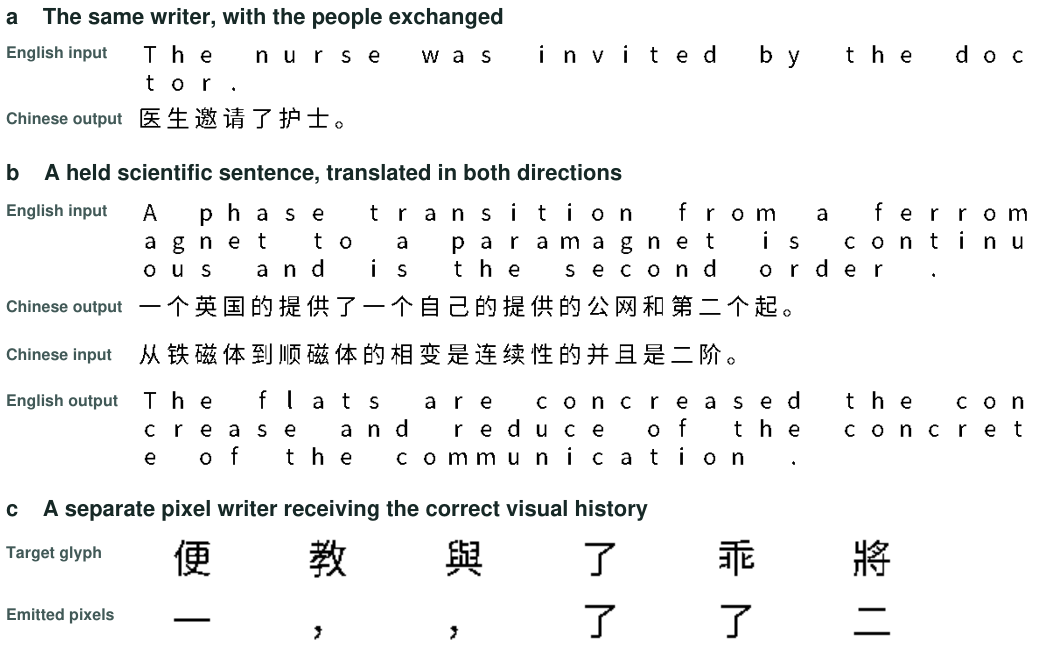 a The same writer, with the people exchanged
English input The nurse was invited by the doc
tor.
Chinese output 医生邀请了护士。
b A held scientific sentence, translated in both directions
English input A phase transition from a ferrom
agnet to a paramagnet is continu
ous and is the second order .
Chinese output 一个英国的提供了一个自己的提供的公网和第二个起。
Chinese input 从铁磁体到顺磁体的相变是连续性的并且是二阶。
English output The flats are concreased the con
crease and reduce of the concret
e of the communication .
c A separate pixel writer receiving the correct visual history
Target glyph 便 教 與 了 乖 將
Emitted pixels 一 , , 了 了 二